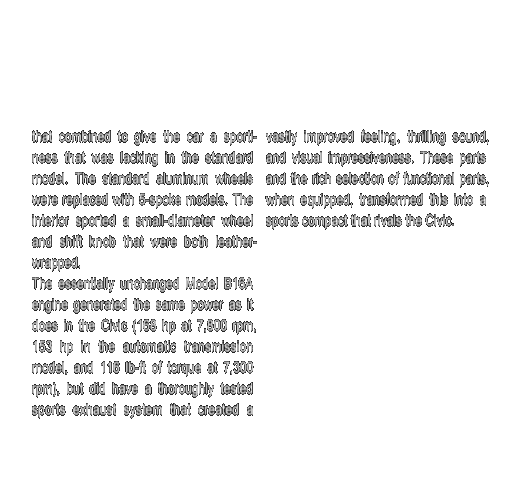 that combined to give the car a sporti-
ness that was lacking in the standard
model. The standard aluminum wheels
were replaced with 5-spoke models. The
interior sported a small-diameter wheel
and shift knob that were both leather-
wrapped.
The essentially unchanged Model B16A
engine generated the same power as it
does in the Civic (168 hp at 7,800 rpm,
153 hp in the automatic transmission
model, and 116 lb-ft of torque at 7,300
rpm), but did have a thoroughly tested
sports exhaust system that created a
vastly improved feeling, thrilling sound,
and visual impressiveness. These parts
and the rich selection of functional parts,
when equipped, transformed this into a
sports compact that rivals the Civic.